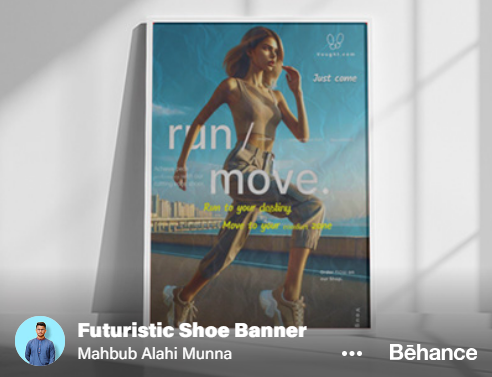 Just come
run/
move.
Run to your destiny
Move to your comfort zone
Futuristic Shoe Banner
Mahbub Alahi Munna
Bēhance